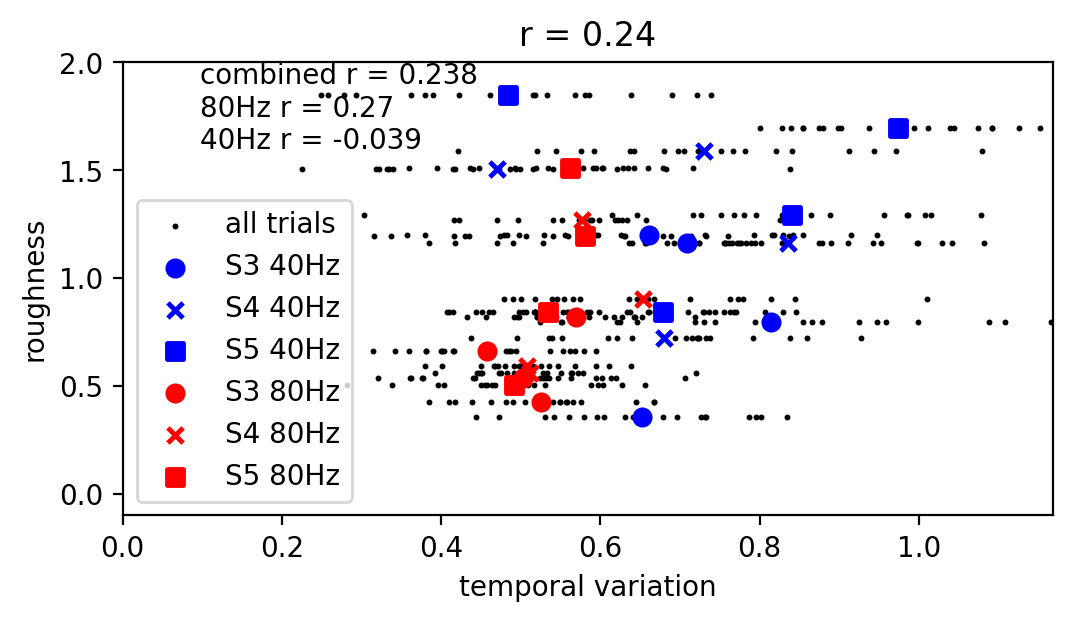 r = 0.24
combined r = 0.238
80Hz r = 0.27
40Hz r = -0.039
2.0
1.5
1.0
0.5
0.0
roughness
all trials
S3 40Hz
S4 40Hz
S5 40Hz
S3 80Hz
S4 80Hz
S5 80Hz
0.0 0.2 0.4 0.6 0.8 1.0
temporal variation